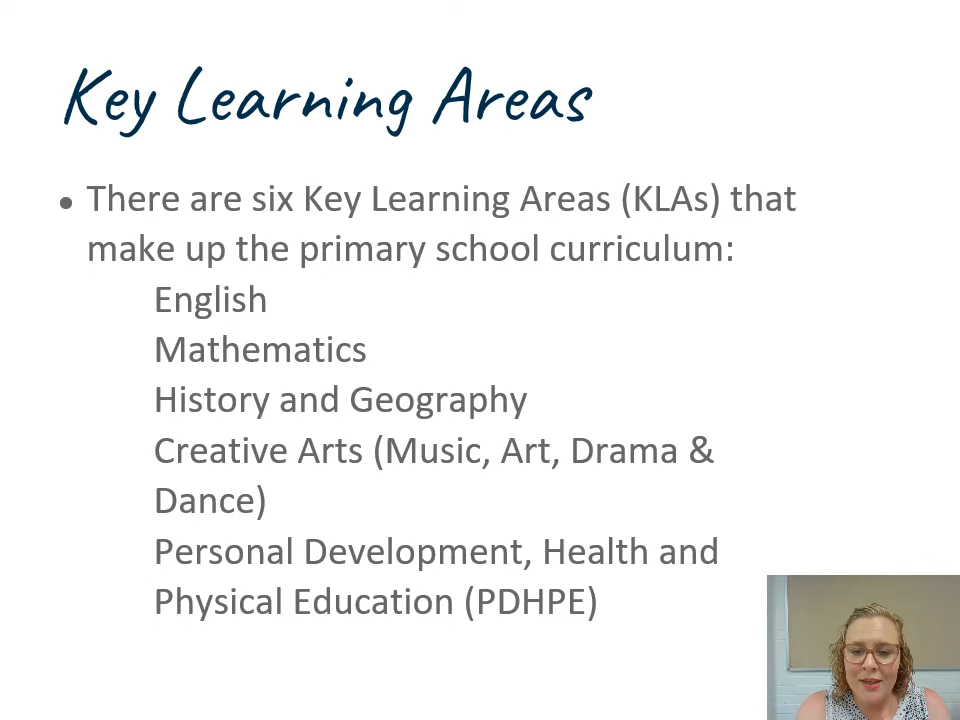 Key Learning Areas
• There are six Key Learning Areas (KLAs) that
make up the primary school curriculum:
English
Mathematics
History and Geography
Creative Arts (Music, Art, Drama &
Dance)
Personal Development, Health and
Physical Education (PDHPE)